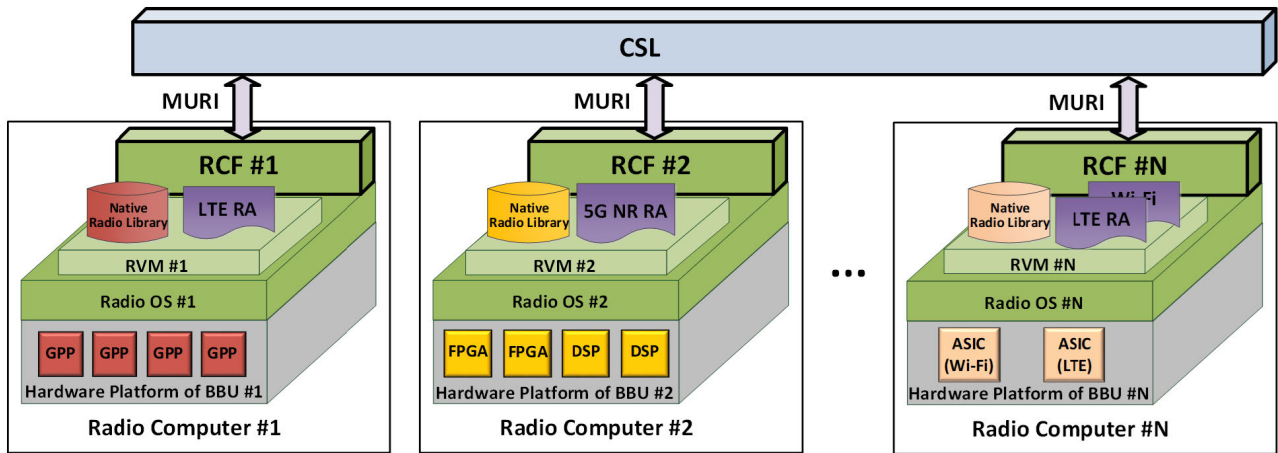 CSL
MURI
MURI
MURI
RCF #1
Native
Radio Library
LTE RA
RVM #1
Radio OS #1
GPP
GPP
GPP
GPP
Hardware Platform of BBU #1
Radio Computer #1
RCF #2
Native
Radio Library
5G NR RA
RVM #2
Radio OS #2
FPGA
FPGA
DSP
DSP
Hardware Platform of BBU #2
Radio Computer #2
...
RCF #N
Native
Radio Library
Wi-Fi
LTE RA
RVM #N
Radio OS #N
ASIC
(Wi-Fi)
ASIC
(LTE)
Hardware Platform of BBU #N
Radio Computer #N